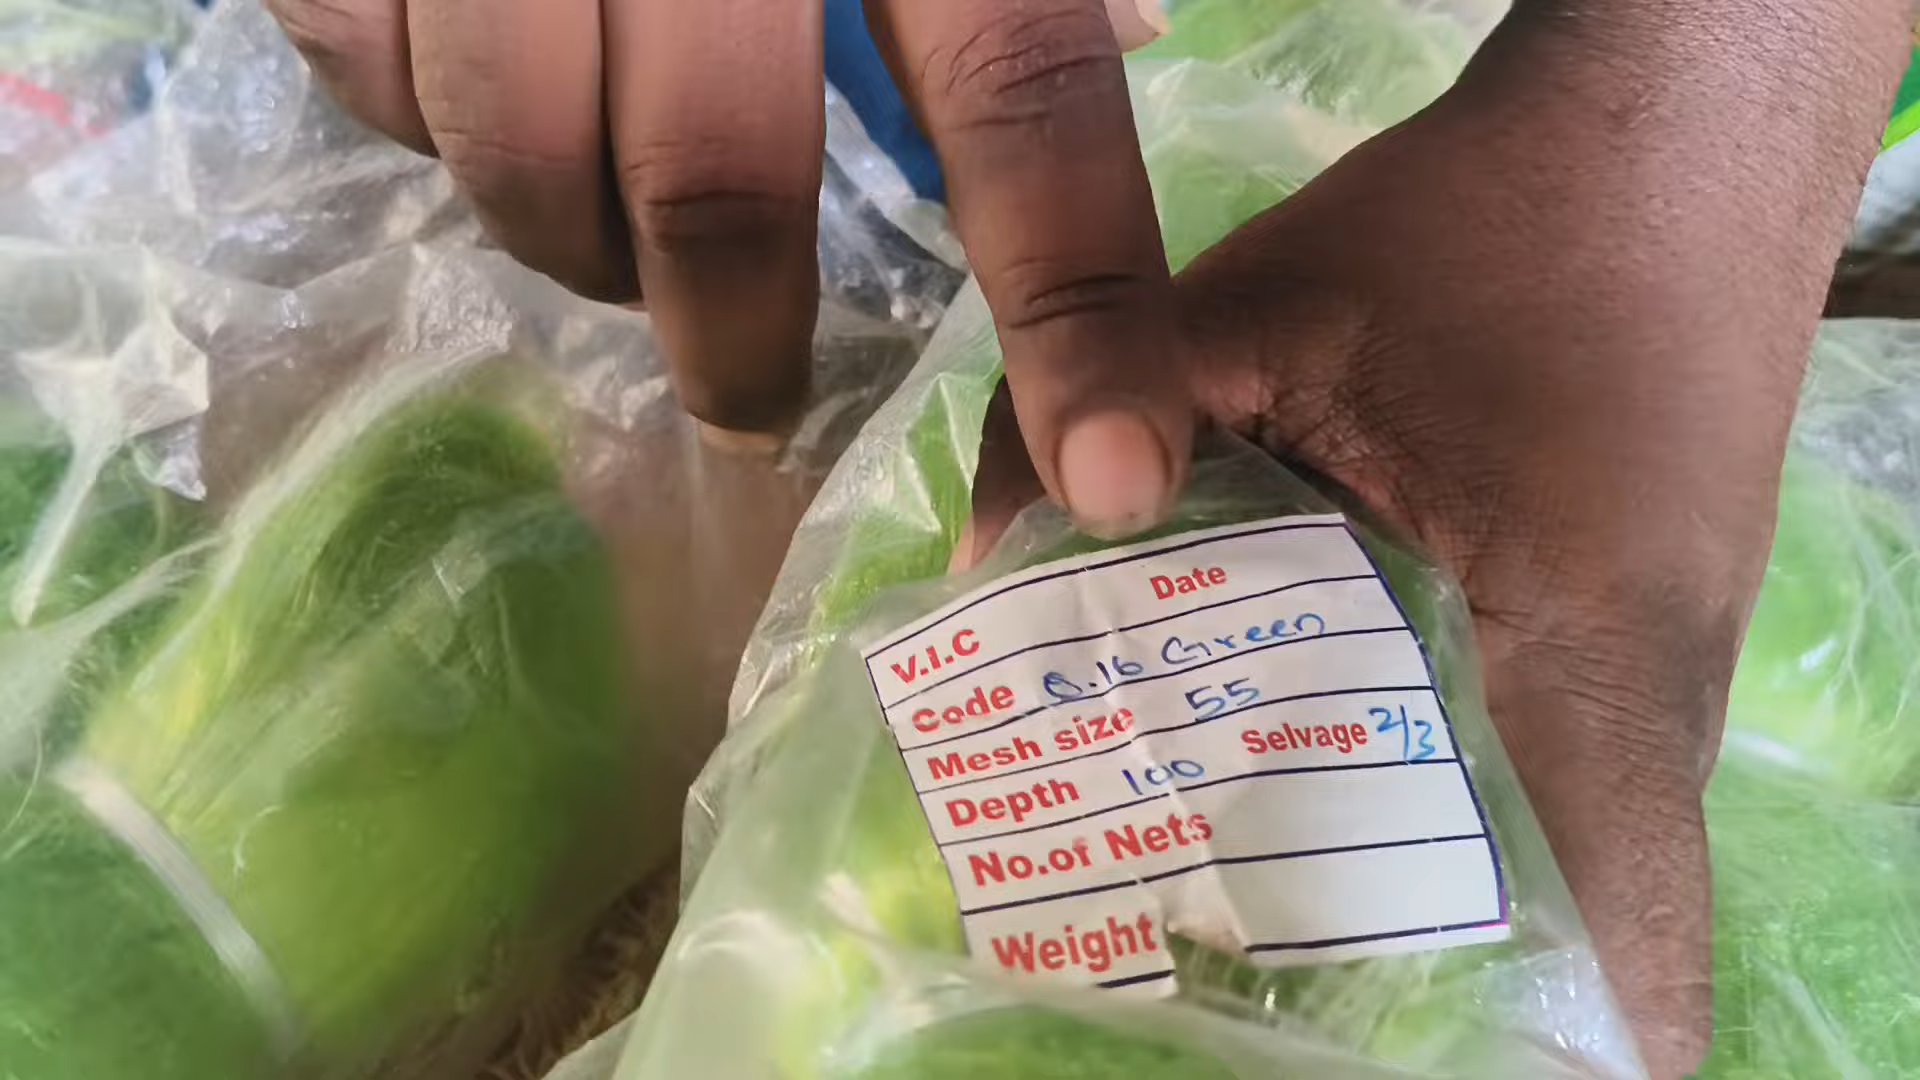 V.I.C Date
Code 0.16 Green
Mesh size 55
Depth 100 Selvage 2/3
No.of Nets
Weight